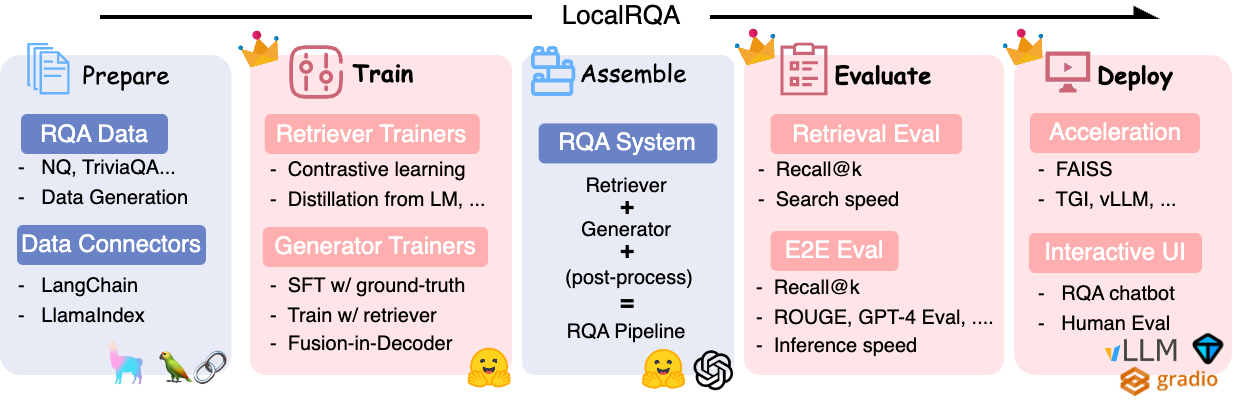 LocalRQA
Prepare
RQA Data
- NQ, TriviaQA...
- Data Generation
Data Connectors
- LangChain
- LlamaIndex
Train
Retriever Trainers
- Contrastive learning
- Distillation from LM, ...
Generator Trainers
- SFT w/ ground-truth
- Train w/ retriever
- Fusion-in-Decoder
Assemble
RQA System
Retriever
+
Generator
+
(post-process)
=
RQA Pipeline
Evaluate
Retrieval Eval
- Recall@k
- Search speed
E2E Eval
- Recall@k
- ROUGE, GPT-4 Eval, ....
- Inference speed
Deploy
Acceleration
- FAISS
- TGI, vLLM, ...
Interactive UI
- RQA chatbot
- Human Eval
vLLM
gradio